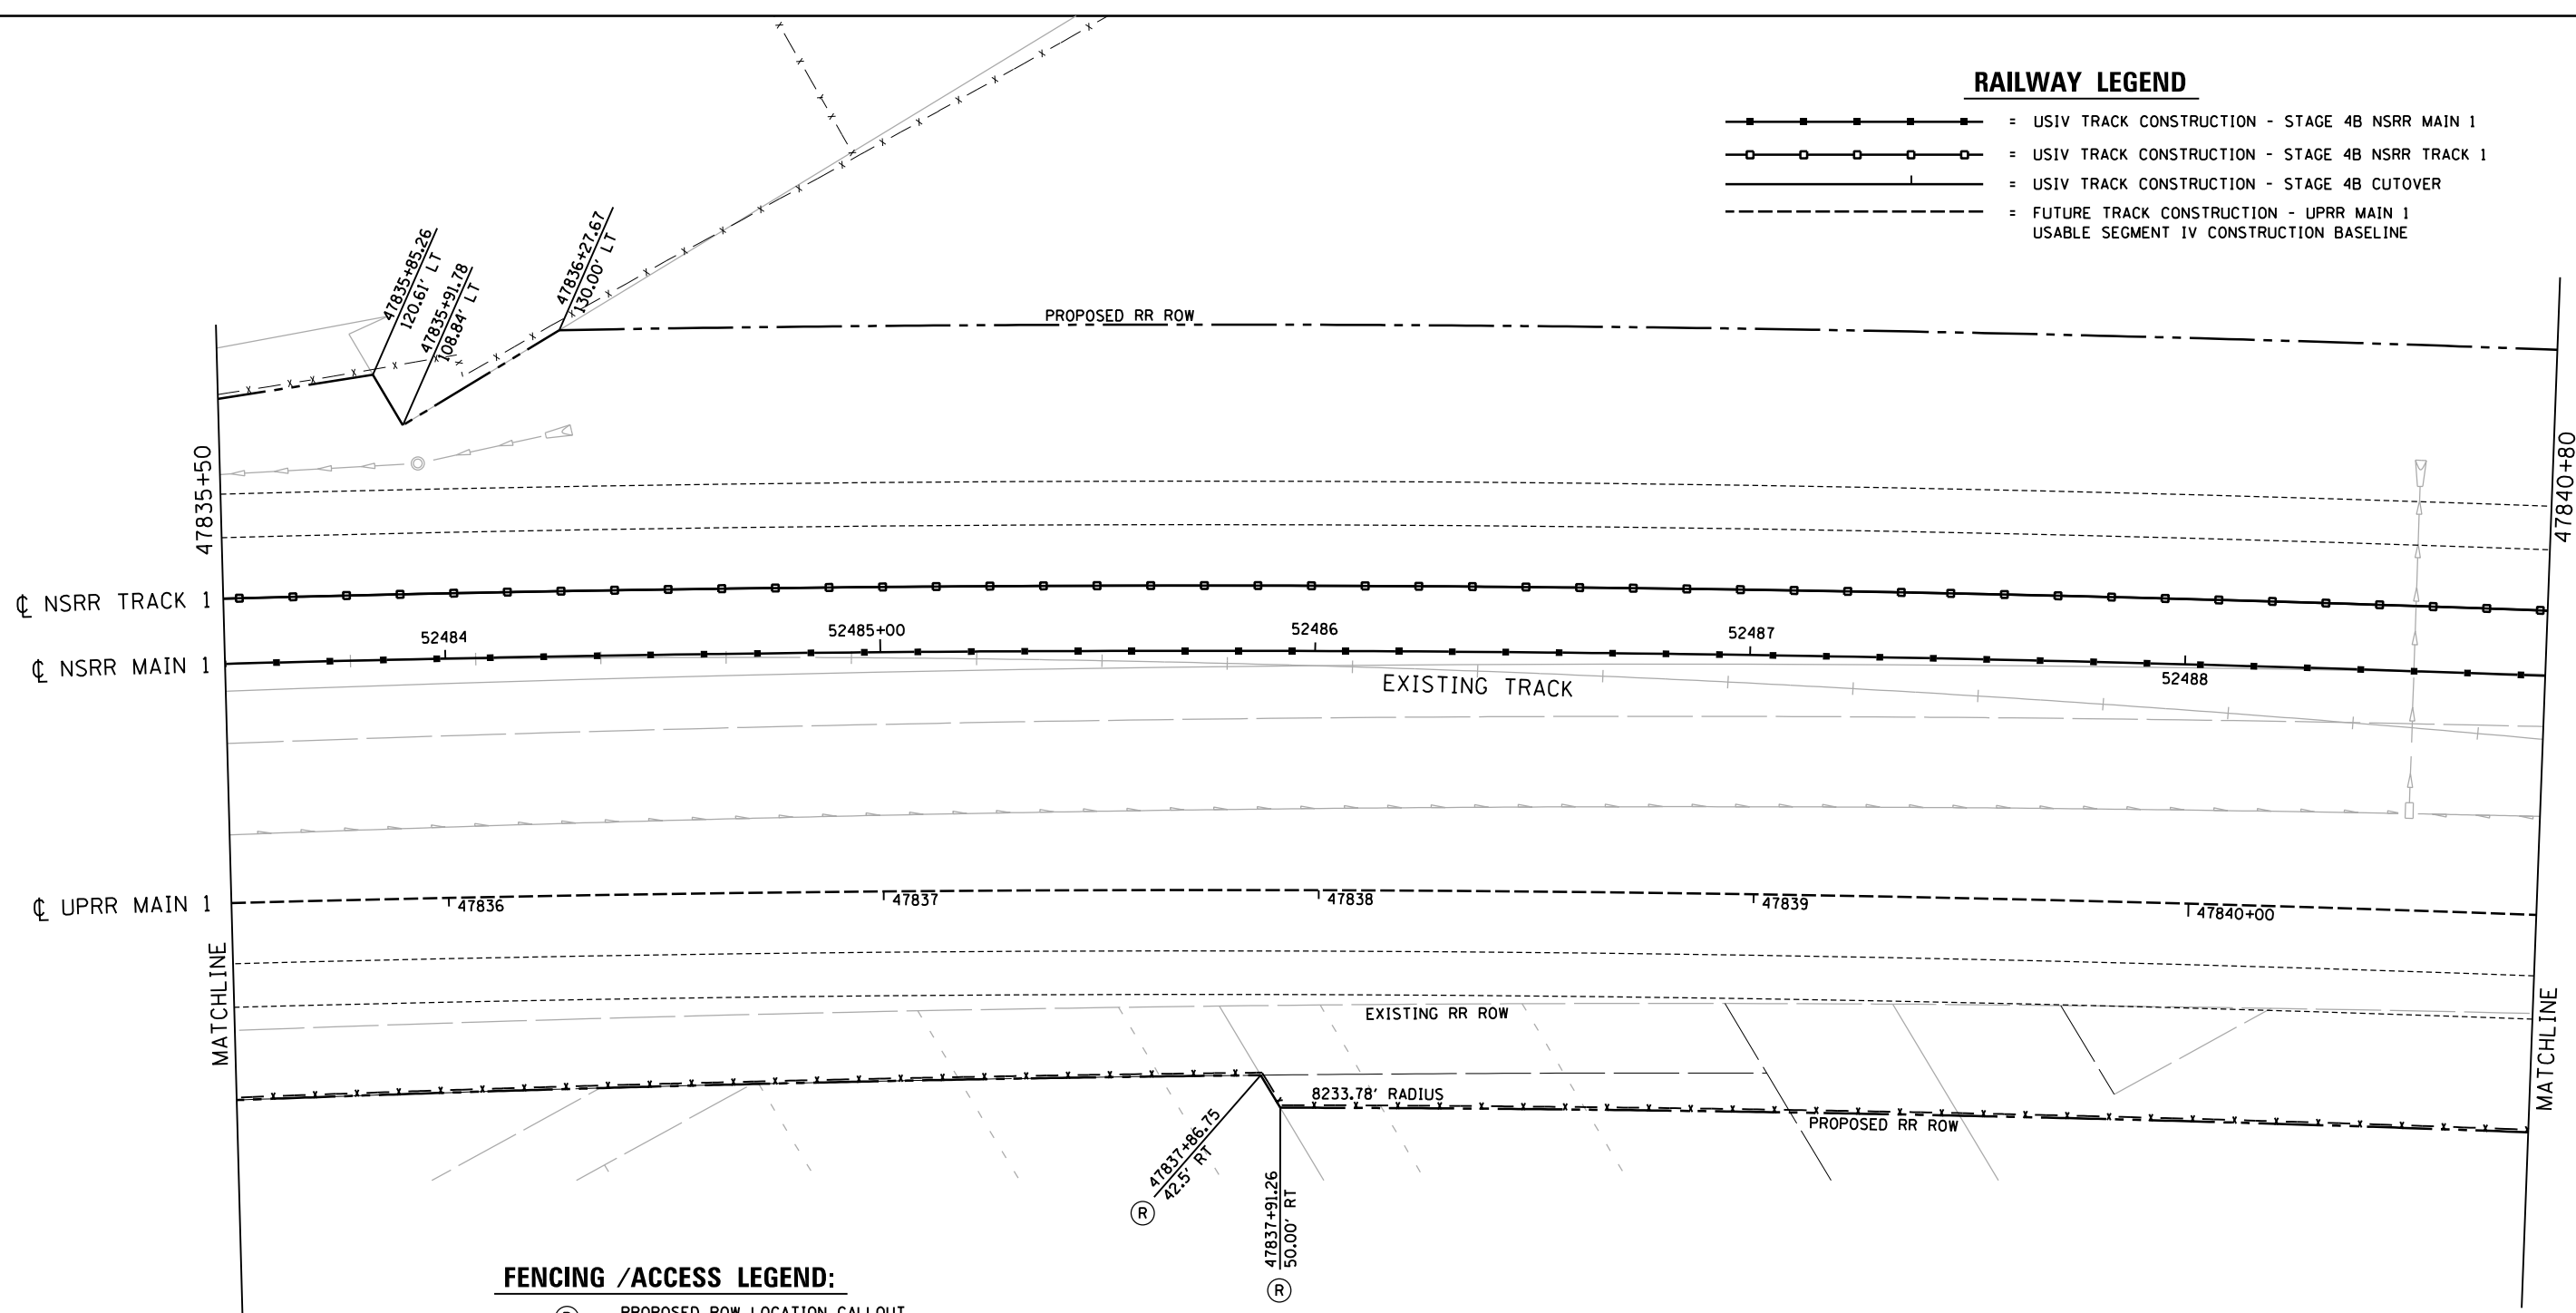 RAILWAY LEGEND
= USIV TRACK CONSTRUCTION - STAGE 4B NSRR MAIN 1
= USIV TRACK CONSTRUCTION - STAGE 4B NSRR TRACK 1
= USIV TRACK CONSTRUCTION - STAGE 4B CUTOVER
= FUTURE TRACK CONSTRUCTION - UPRR MAIN 1
USABLE SEGMENT IV CONSTRUCTION BASELINE
47835+85.26
120.61' LT
47835+91.78
108.84' LT
47836+27.67
130.00' LT
PROPOSED RR ROW
47835+50
47840+80
℄ NSRR TRACK 1
52484
52485+00
52486
52487
℄ NSRR MAIN 1
EXISTING TRACK
52488
℄ UPRR MAIN 1
47836
47837
47838
47839
47840+00
MATCHLINE
MATCHLINE
EXISTING RR ROW
8233.78' RADIUS
PROPOSED RR ROW
47837+86.75
42.5' RT
R
47837+91.26
50.00' RT
R
FENCING /ACCESS LEGEND:
R PROPOSED ROW LOCATION CALLOUT